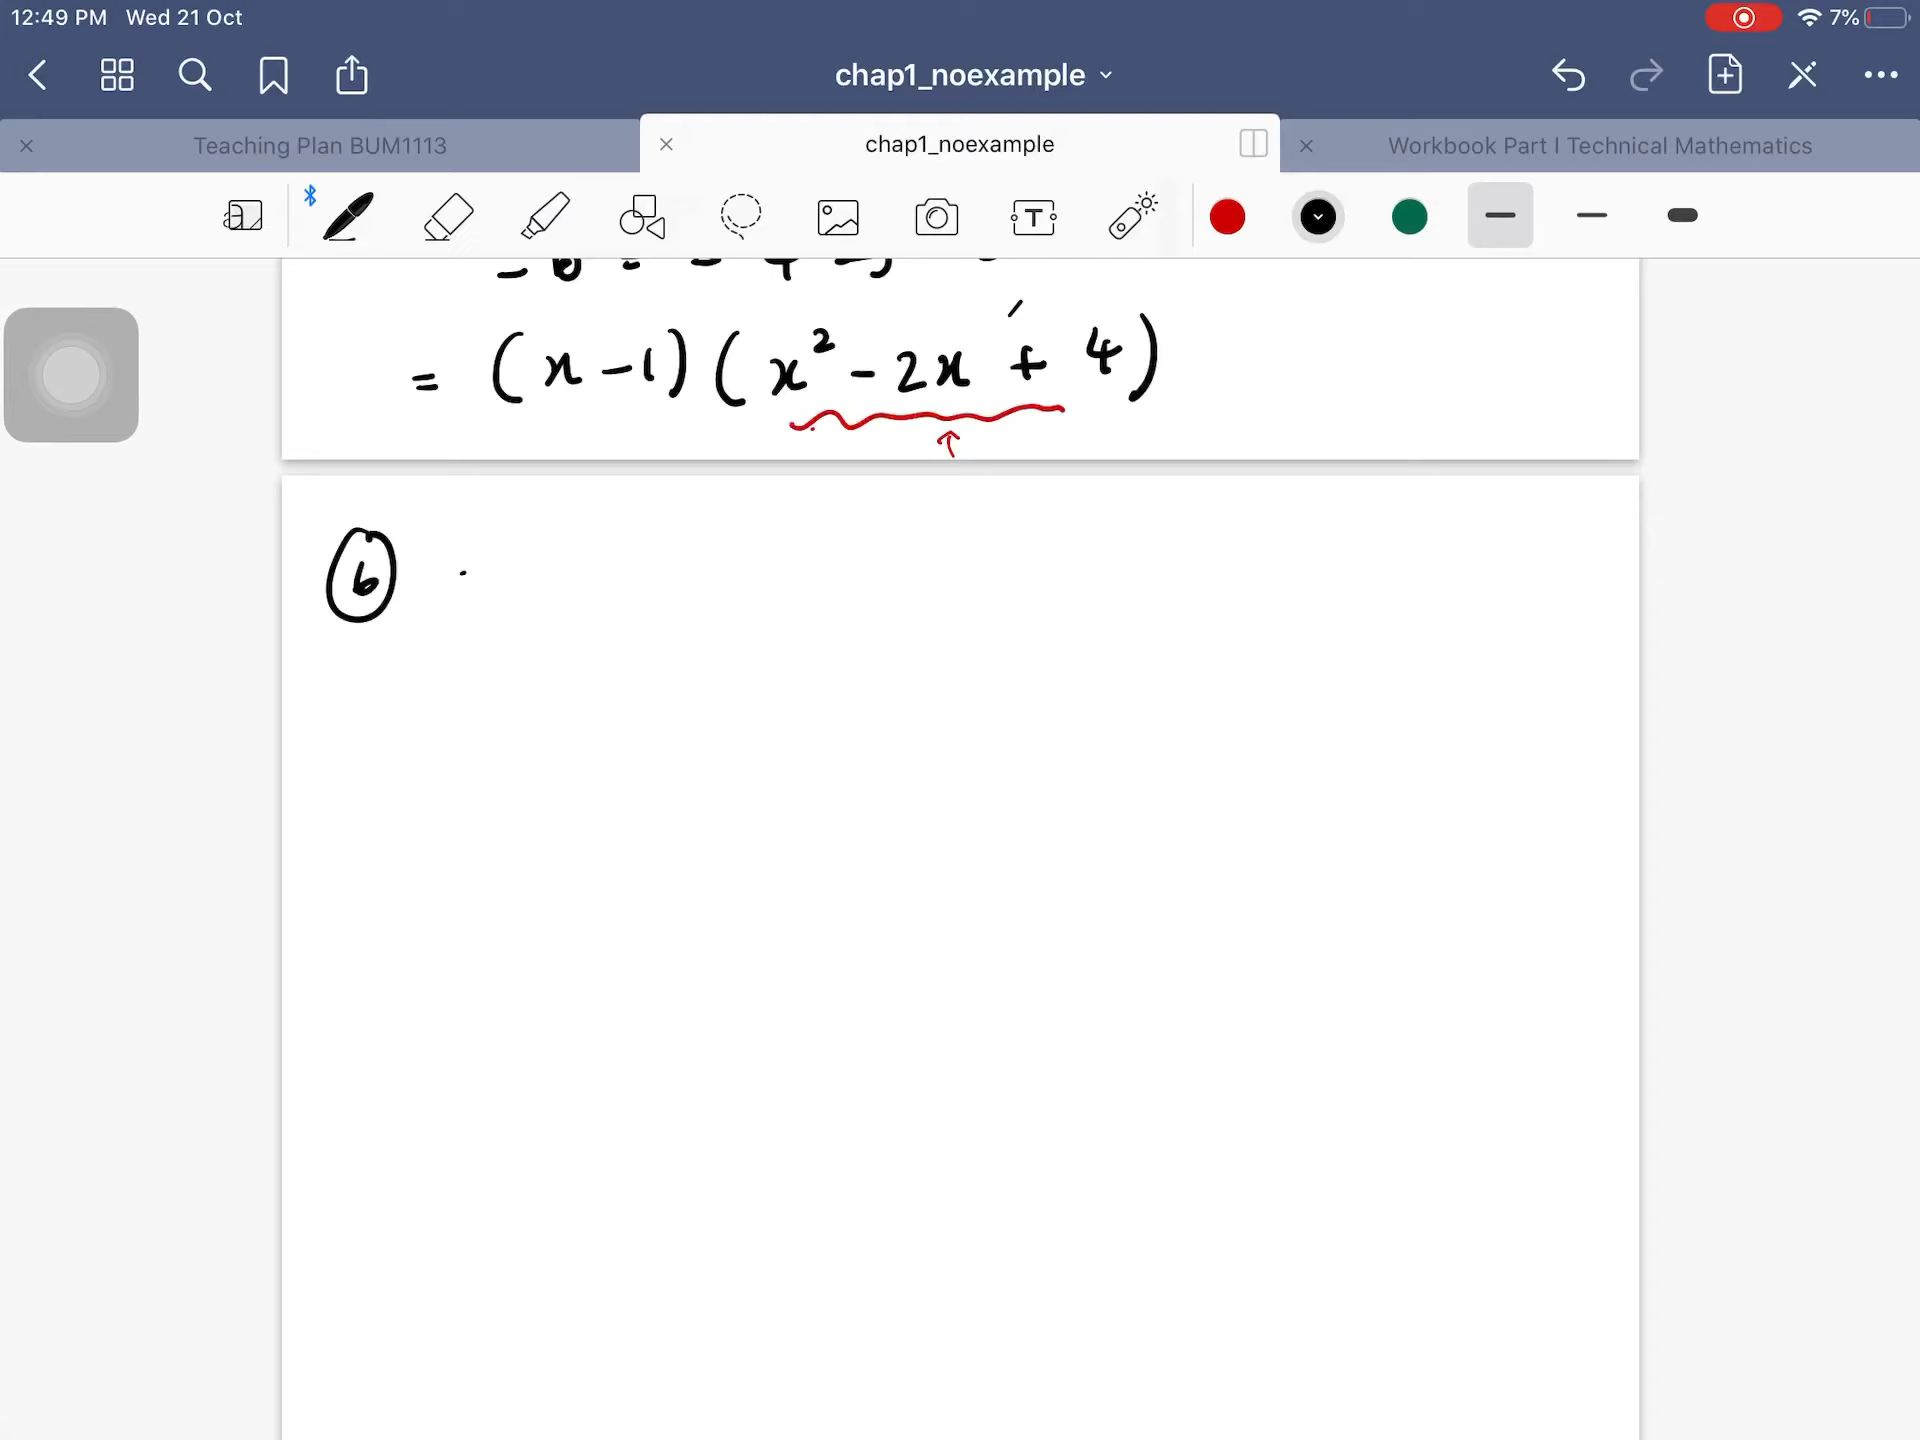 12:49 PM Wed 21 Oct
7%
chap1_noexample
Teaching Plan BUM1113
chap1_noexample
Workbook Part I Technical Mathematics
= (x - 1) (x² - 2x + 4)
b